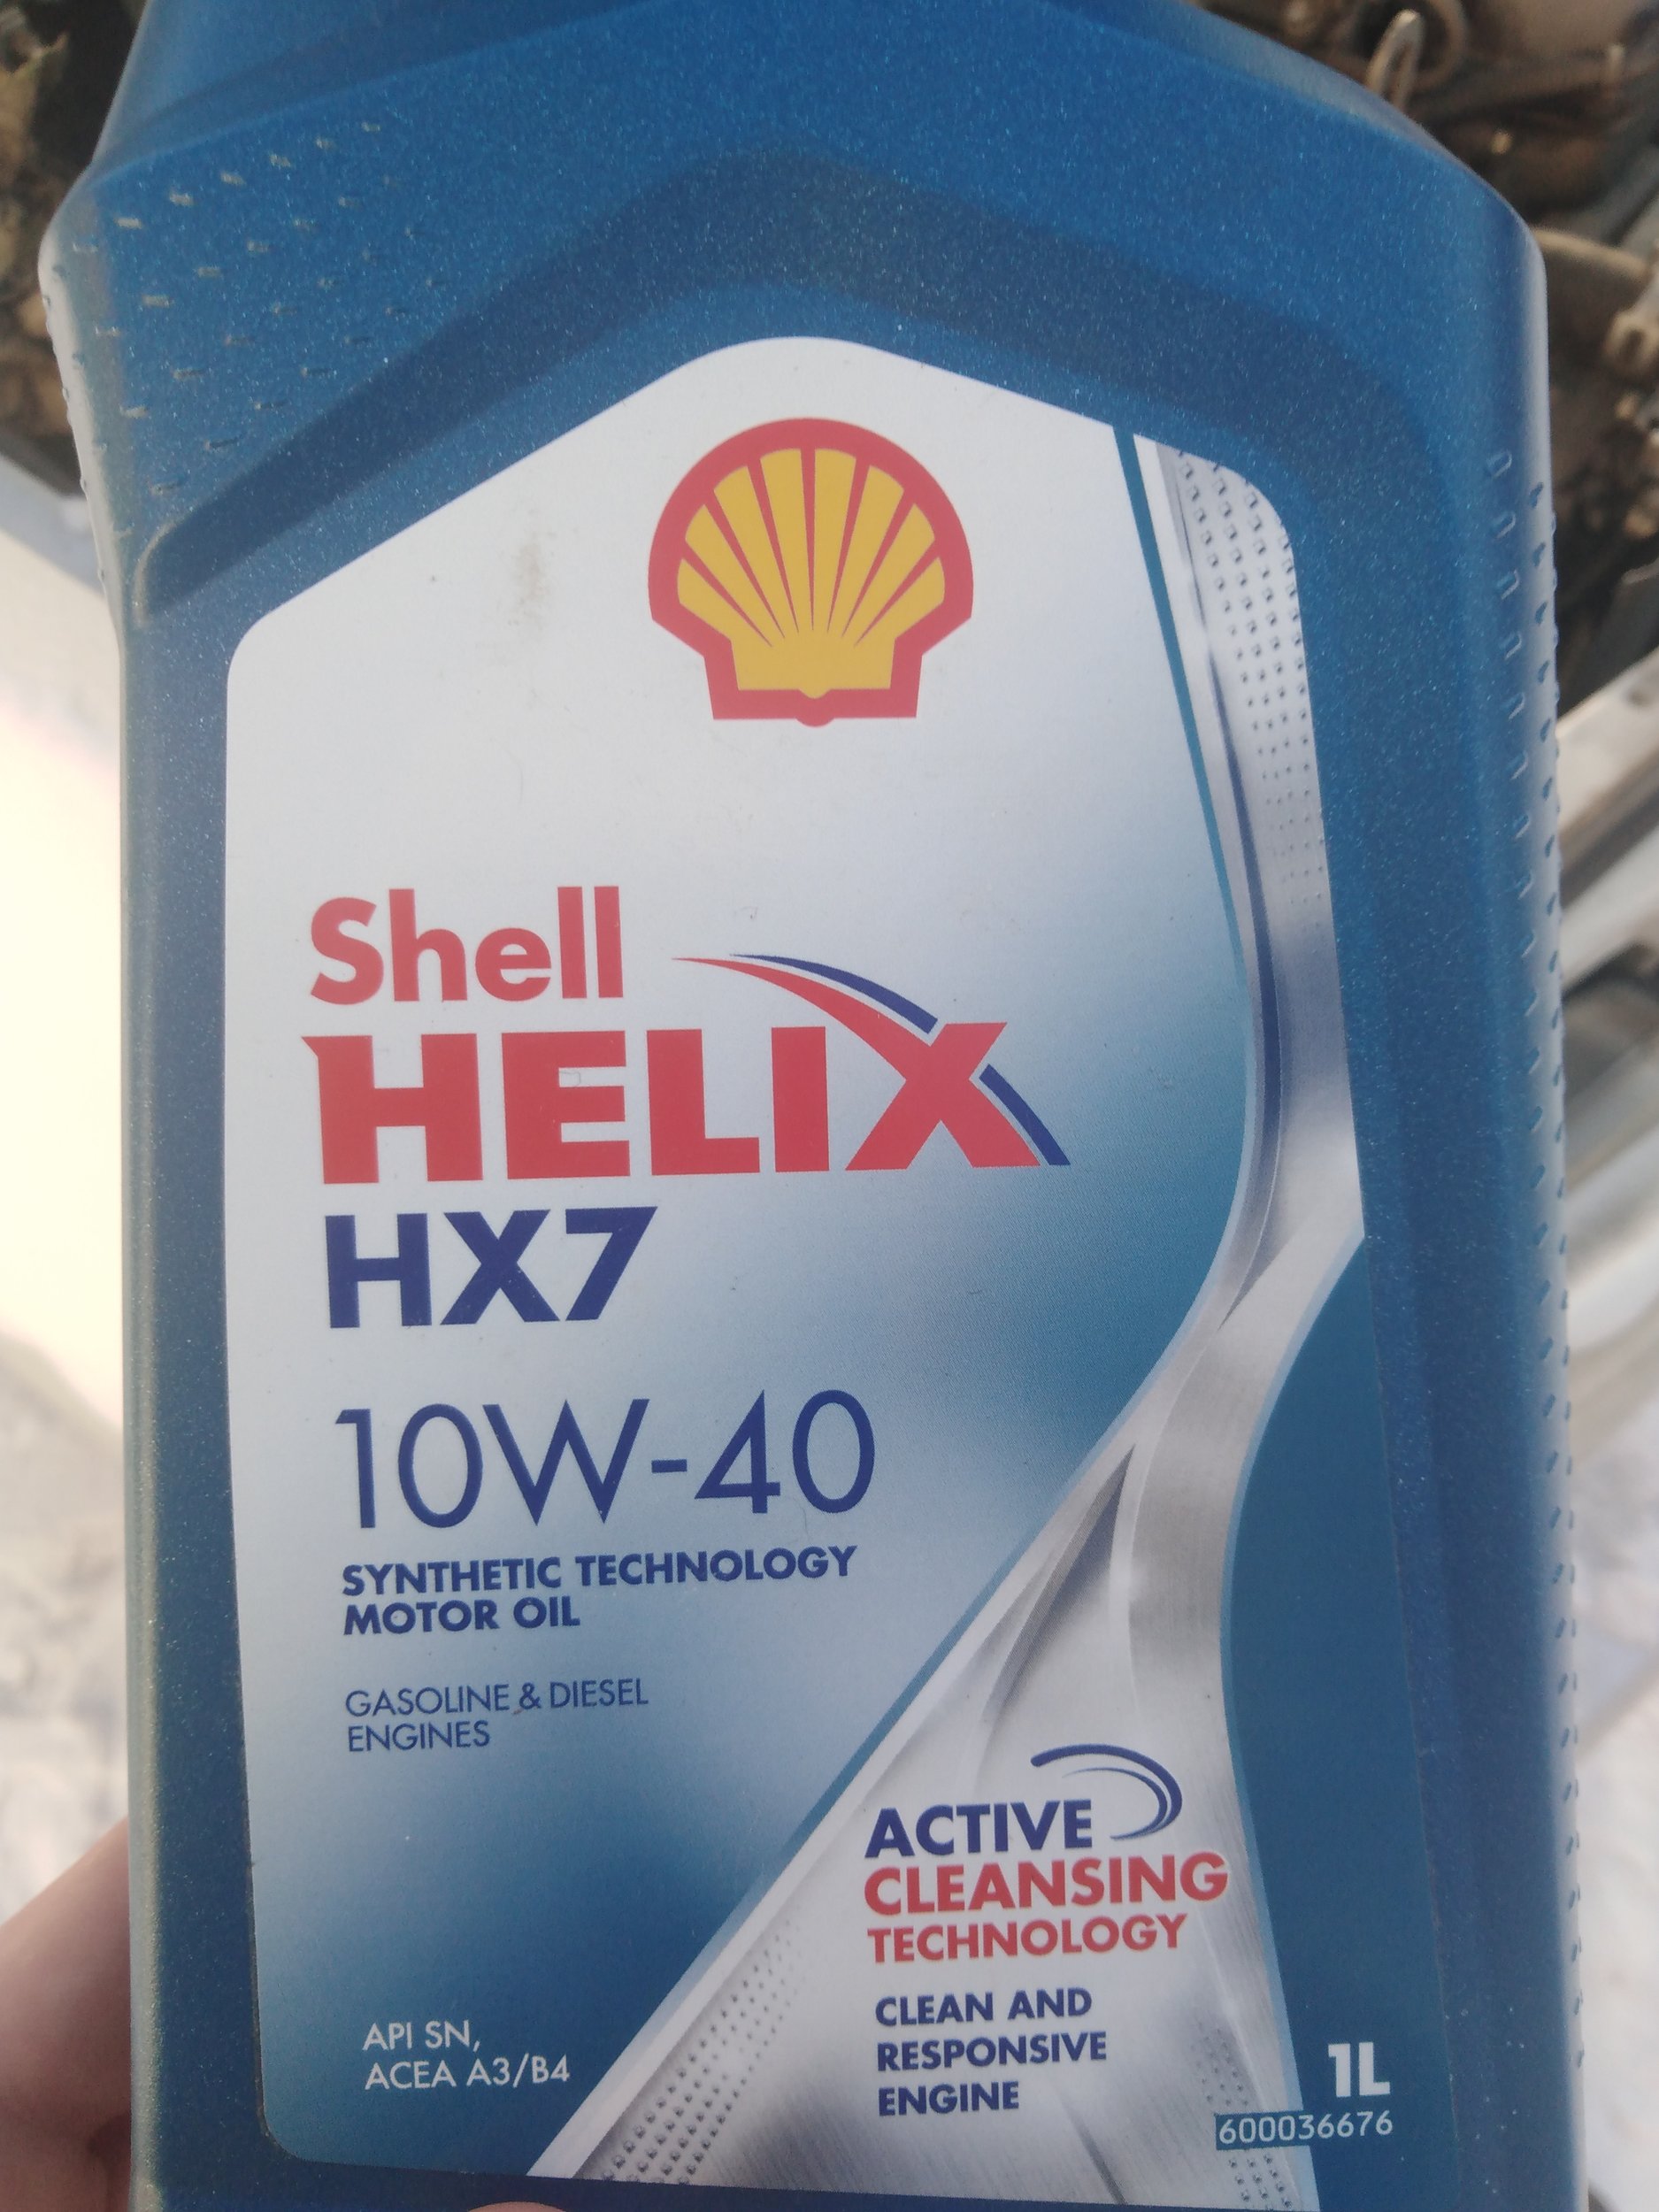 Shell
HELIX
HX7
10W-40
SYNTHETIC TECHNOLOGY
MOTOR OIL
GASOLINE & DIESEL
ENGINES
ACTIVE
CLEANSING
TECHNOLOGY
CLEAN AND
RESPONSIVE
ENGINE
API SN,
ACEA A3/B4
1L
600036676